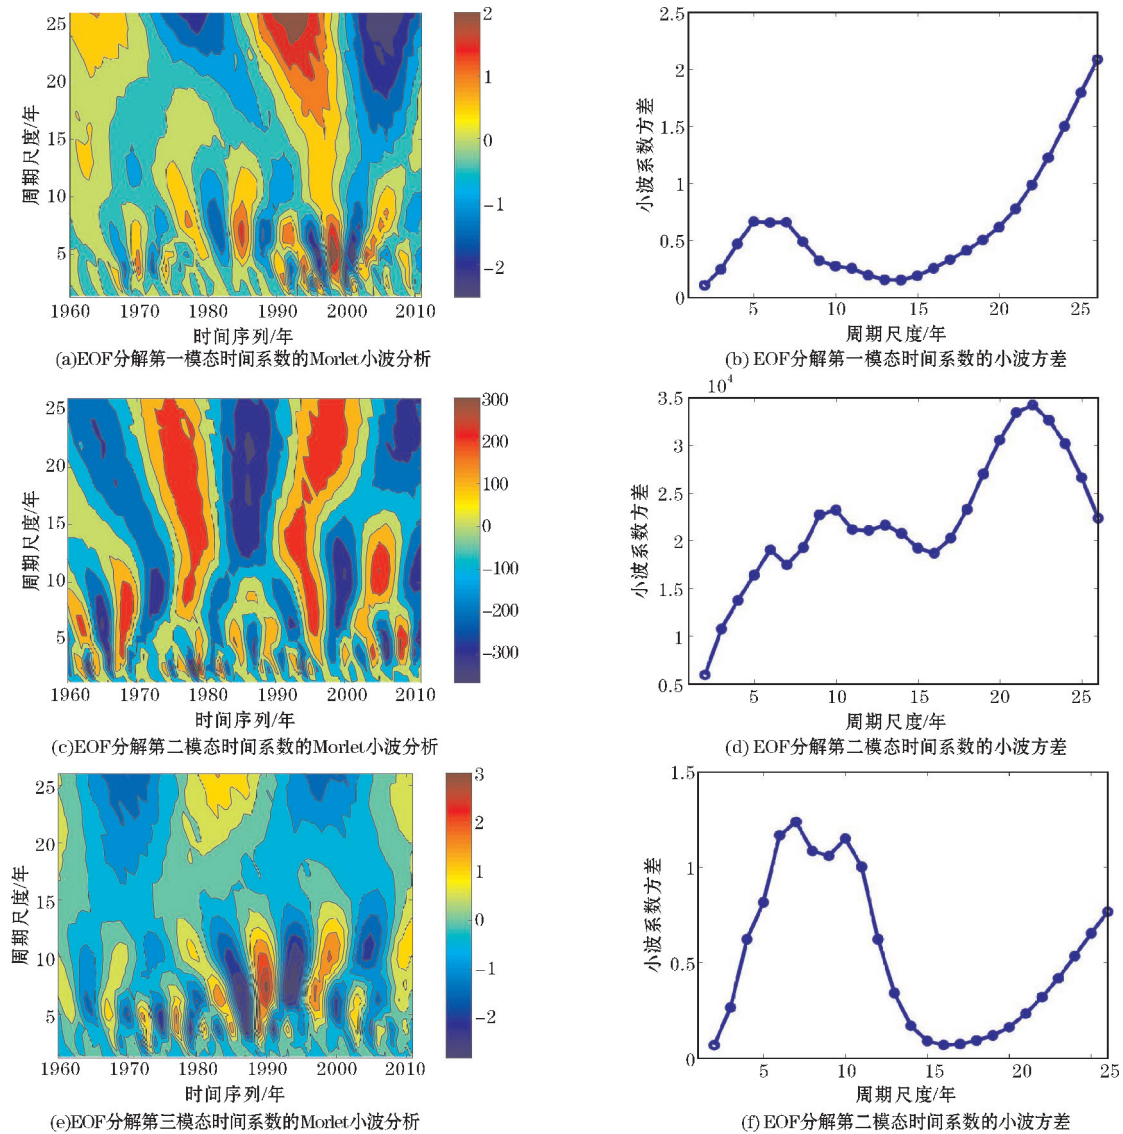 25
20
15
10
5
1960 1970 1980 1990 2000 2010
周期尺度/年
时间序列/年
2
1
0
−1
−2
(a)EOF分解第一模态时间系数的Morlet小波分析
2.5
2
1.5
1
0.5
0
5 10 15 20 25
小波系数方差
周期尺度/年
(b) EOF分解第一模态时间系数的小波方差
25
20
15
10
5
1960 1970 1980 1990 2000 2010
周期尺度/年
时间序列/年
300
200
100
0
−100
−200
−300
(c)EOF分解第二模态时间系数的Morlet小波分析
10⁴
3.5
3
2.5
2
1.5
1
0.5
5 10 15 20 25
小波系数方差
周期尺度/年
(d) EOF分解第二模态时间系数的小波方差
25
20
15
10
5
1960 1970 1980 1990 2000 2010
周期尺度/年
时间序列/年
3
2
1
0
−1
−2
(e)EOF分解第三模态时间系数的Morlet小波分析
1.5
1
0.5
0
5 10 15 20 25
小波系数方差
周期尺度/年
(f) EOF分解第二模态时间系数的小波方差